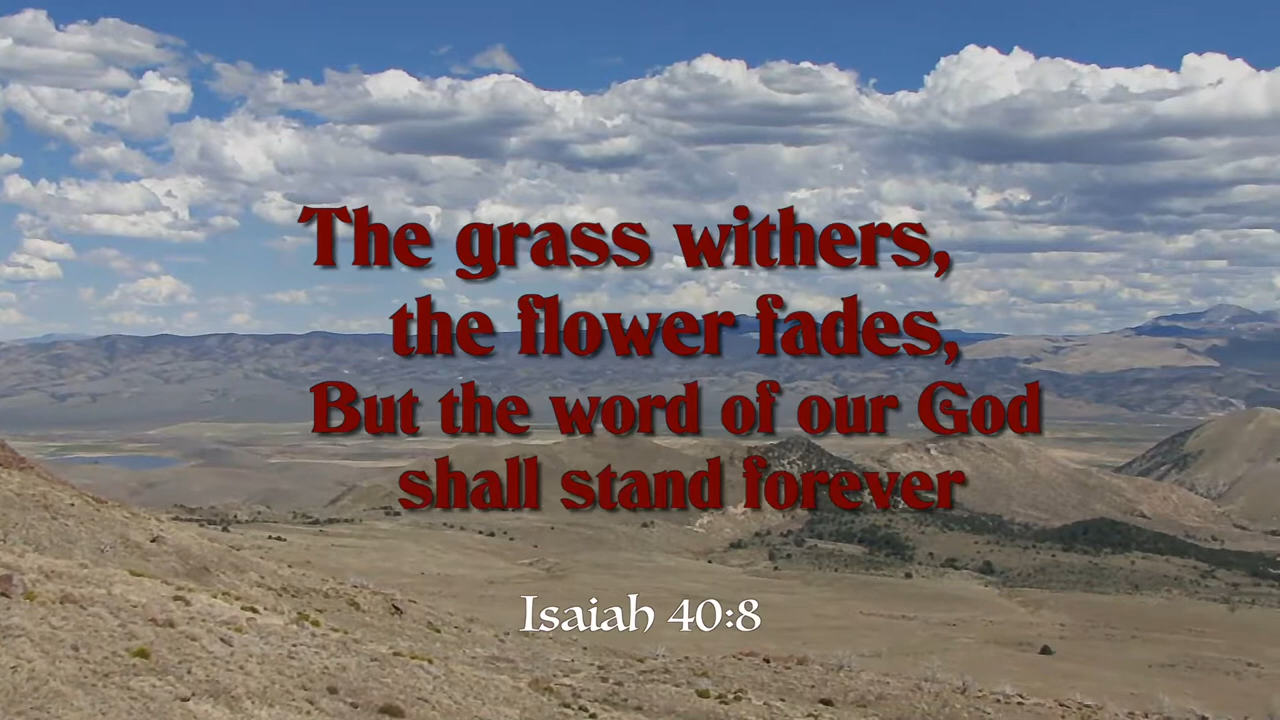 The grass withers,
the flower fades,
But the word of our God
shall stand forever
Isaiah 40:8